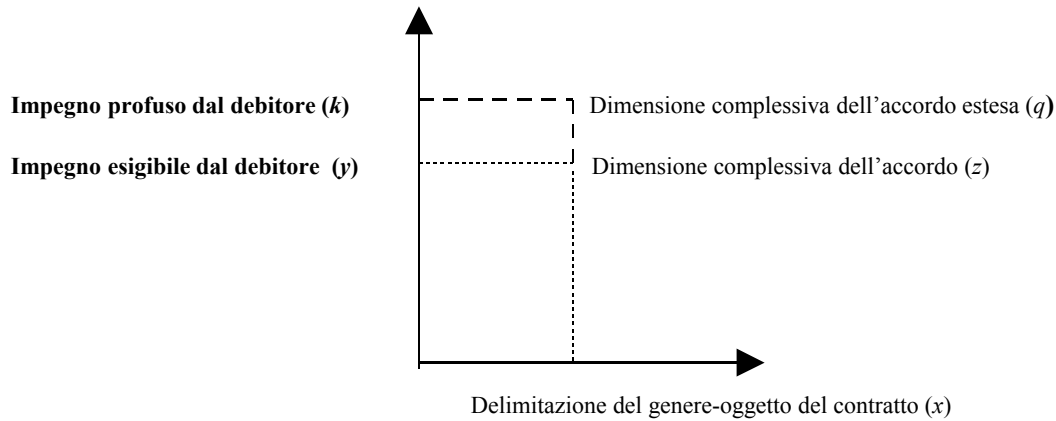 Impegno profuso dal debitore (k) Dimensione complessiva dell’accordo estesa (q)
Impegno esigibile dal debitore (y) Dimensione complessiva dell’accordo (z)
Delimitazione del genere-oggetto del contratto (x)